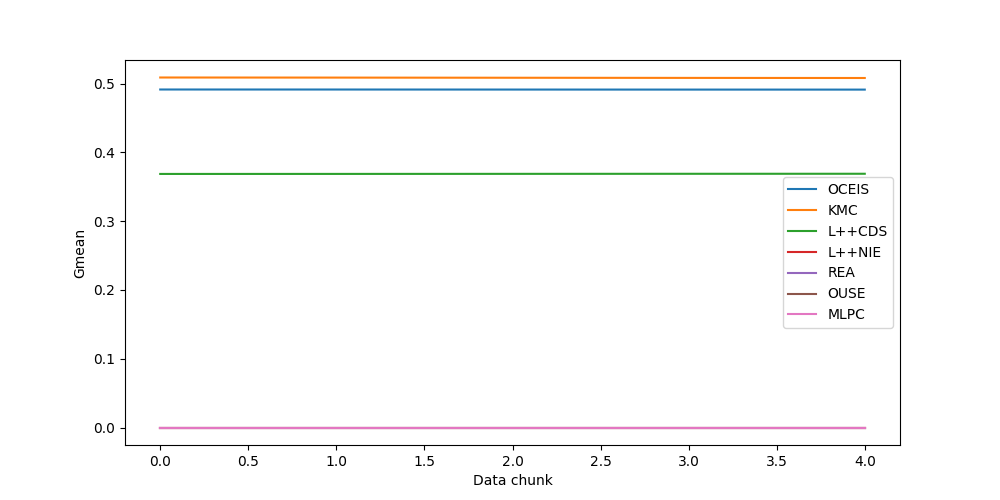 0.5
0.4
0.3
0.2
0.1
0.0
Gmean
OCEIS
KMC
L++CDS
L++NIE
REA
OUSE
MLPC
0.0 0.5 1.0 1.5 2.0 2.5 3.0 3.5 4.0
Data chunk